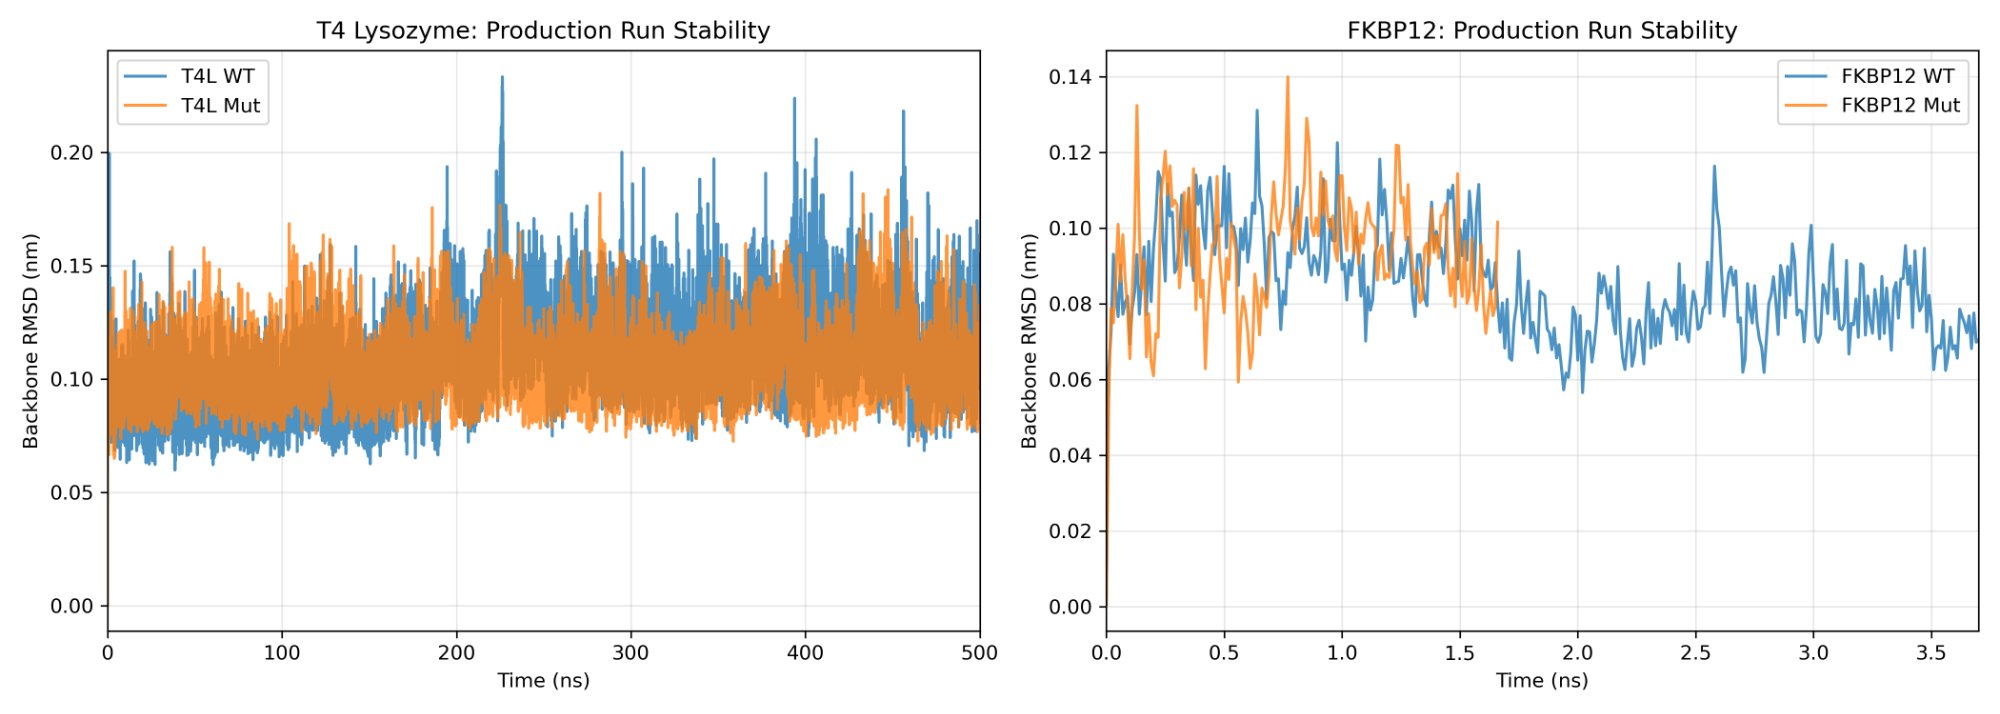 T4 Lysozyme: Production Run Stability
T4L WT
T4L Mut
Backbone RMSD (nm)
0.20
0.15
0.10
0.05
0.00
0 100 200 300 400 500
Time (ns)
FKBP12: Production Run Stability
FKBP12 WT
FKBP12 Mut
Backbone RMSD (nm)
0.14
0.12
0.10
0.08
0.06
0.04
0.02
0.00
0.0 0.5 1.0 1.5 2.0 2.5 3.0 3.5
Time (ns)